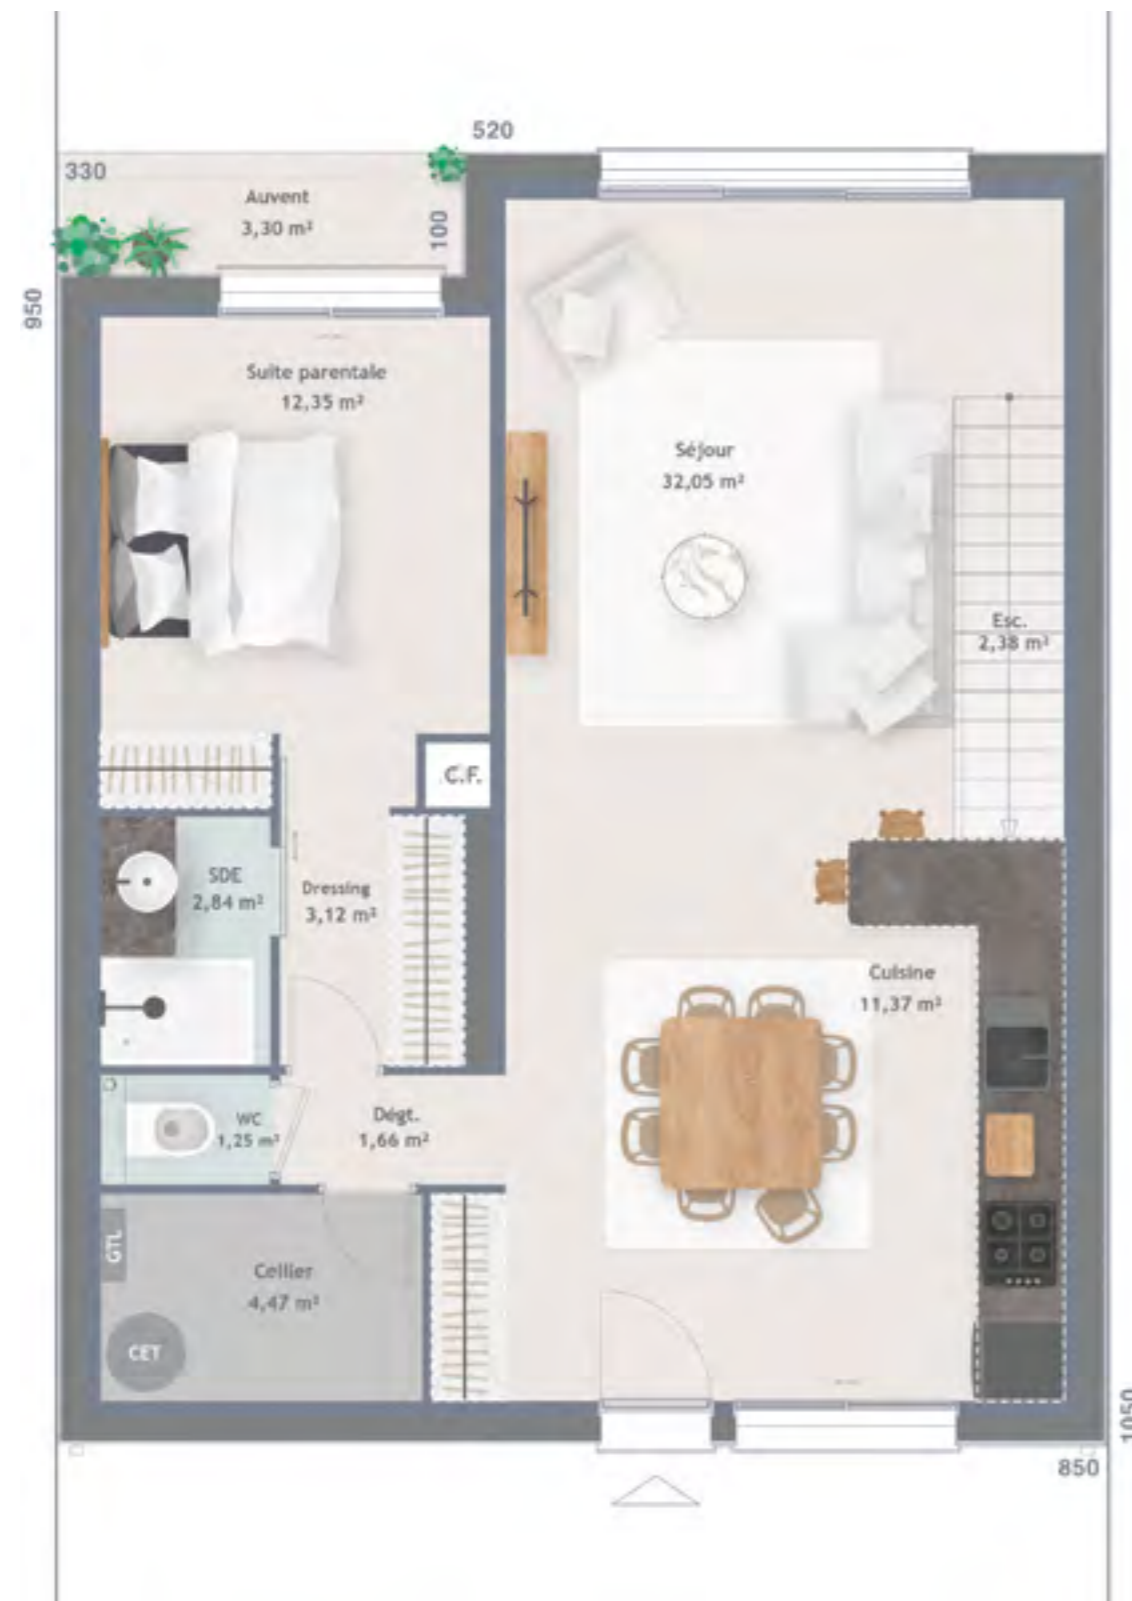 520
330
Auvent
3,30 m²
100
950
Suite parentale
12,35 m²
Séjour
32,05 m²
Esc.
2,38 m²
C.F.
SDE
2,84 m²
Dressing
3,12 m²
Cuisine
11,37 m²
WC
1,25 m²
Dégt.
1,66 m²
GTL
Cellier
4,47 m²
CET
1050
850